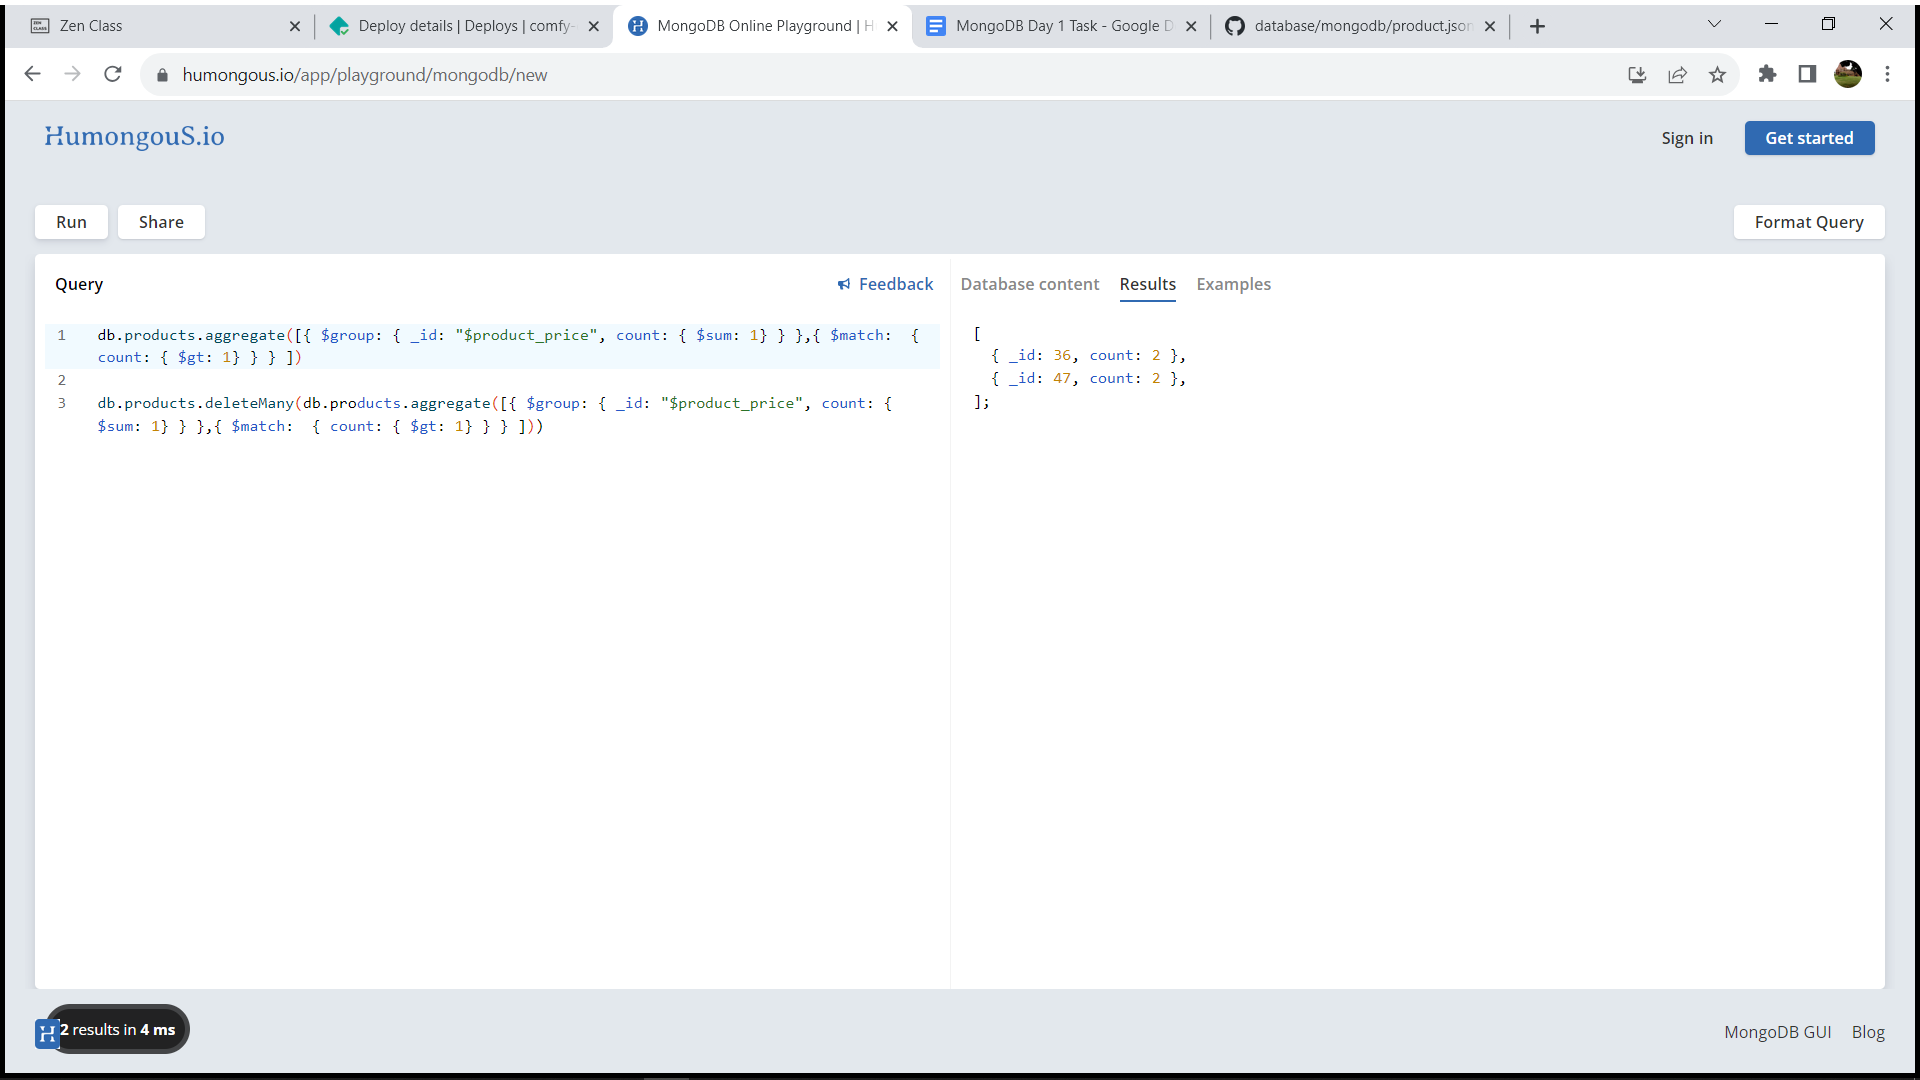 Zen Class
Deploy details | Deploys | comfy-
MongoDB Online Playground | H
MongoDB Day 1 Task - Google D
database/mongodb/product.json
humongous.io/app/playground/mongodb/new
HumongouS.io
Sign in
Get started
Run
Share
Format Query
Query
Feedback
Database content
Results
Examples
1 db.products.aggregate([{ $group: { _id: "$product_price", count: { $sum: 1} } },{ $match:  {
count: { $gt: 1} } } ])
2
3 db.products.deleteMany(db.products.aggregate([{ $group: { _id: "$product_price", count: {
$sum: 1} } },{ $match:  { count: { $gt: 1} } } ]))
[
{ _id: 36, count: 2 },
{ _id: 47, count: 2 },
];
H
2 results in 4 ms
MongoDB GUI
Blog